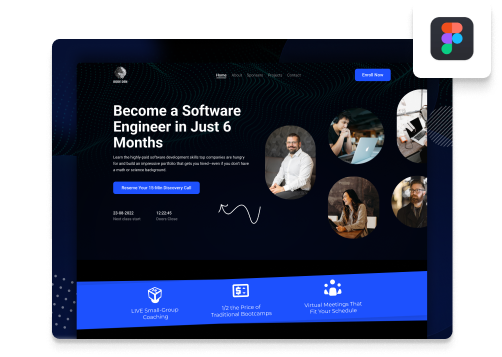 Home About Sponsors Projects Contact
Enroll Now
Become a Software
Engineer in Just 6
Months
Learn the highly-paid software development skills top companies are hungry
for and build an impressive portfolio that gets you hired—even if you don't have
a math or science background.
Reserve Your 15-Min Discovery Call
23-08-2022 12:22:45
Next class start Doors Close
LIVE Small-Group
Coaching
1/2 the Price of
Traditional Bootcamps
Virtual Meetings That
Fit Your Schedule